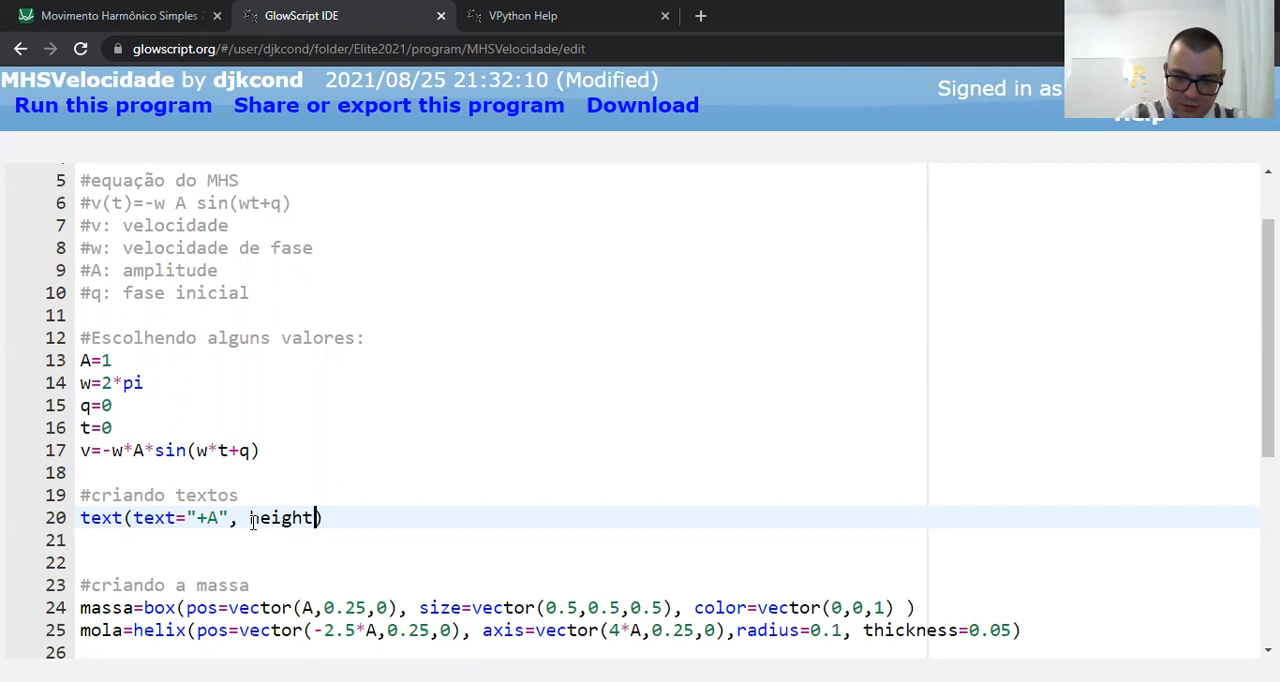 Movimento Harmônico Simples
GlowScript IDE
VPython Help
glowscript.org/#/user/djkcond/folder/Elite2021/program/MHSVelocidade/edit
MHSVelocidade by djkcond 2021/08/25 21:32:10 (Modified)
Signed in as
Run this program Share or export this program Download
Help
5 #equação do MHS
6 #v(t)=-w A sin(wt+q)
7 #v: velocidade
8 #w: velocidade de fase
9 #A: amplitude
10 #q: fase inicial
11
12 #Escolhendo alguns valores:
13 A=1
14 w=2*pi
15 q=0
16 t=0
17 v=-w*A*sin(w*t+q)
18
19 #criando textos
20 text(text="+A", height)
21
22
23 #criando a massa
24 massa=box(pos=vector(A,0.25,0), size=vector(0.5,0.5,0.5), color=vector(0,0,1) )
25 mola=helix(pos=vector(-2.5*A,0.25,0), axis=vector(4*A,0.25,0),radius=0.1, thickness=0.05)
26